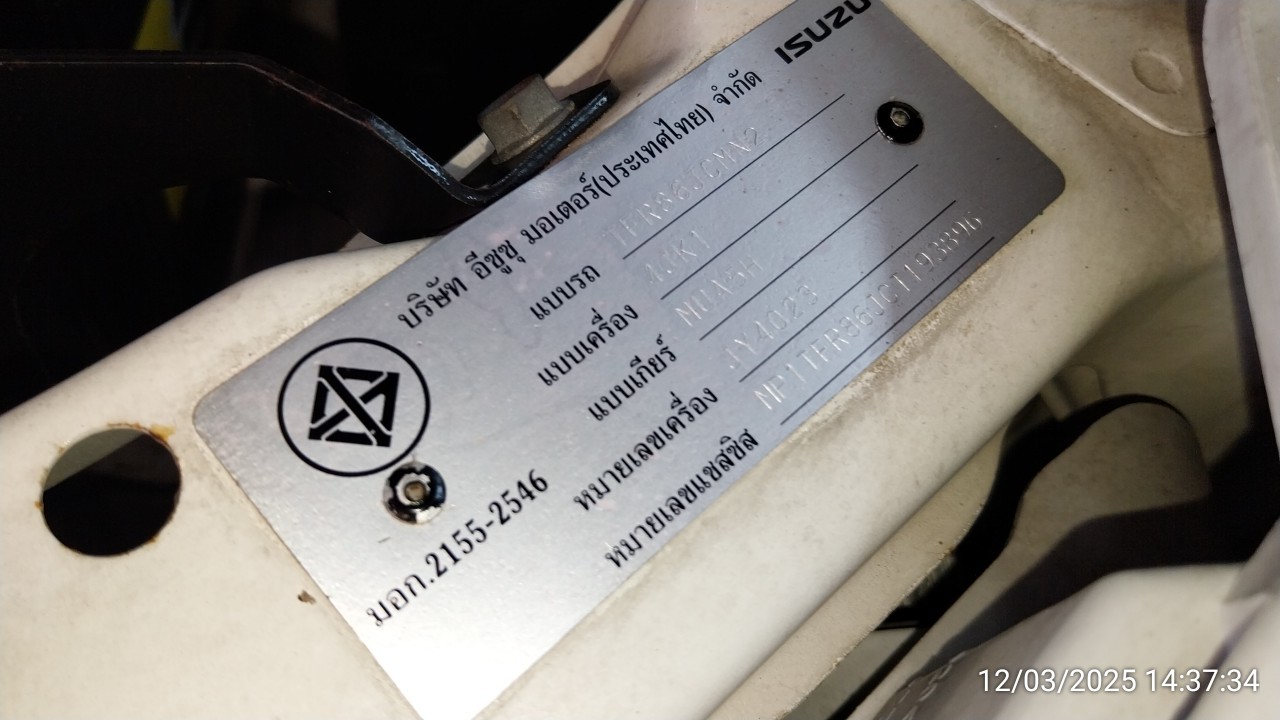 ISUZU
บริษัท อีซูซุ มอเตอร์(ประเทศไทย) จำกัด
แบบรถ TFR86JCMN2
แบบเครื่อง 4JK1
แบบเกียร์
หมายเลขเครื่อง JY4023
หมายเลขแชสซิส MP1TFR86JCT193896
มอก.2155-2546
12/03/2025 14:37:34